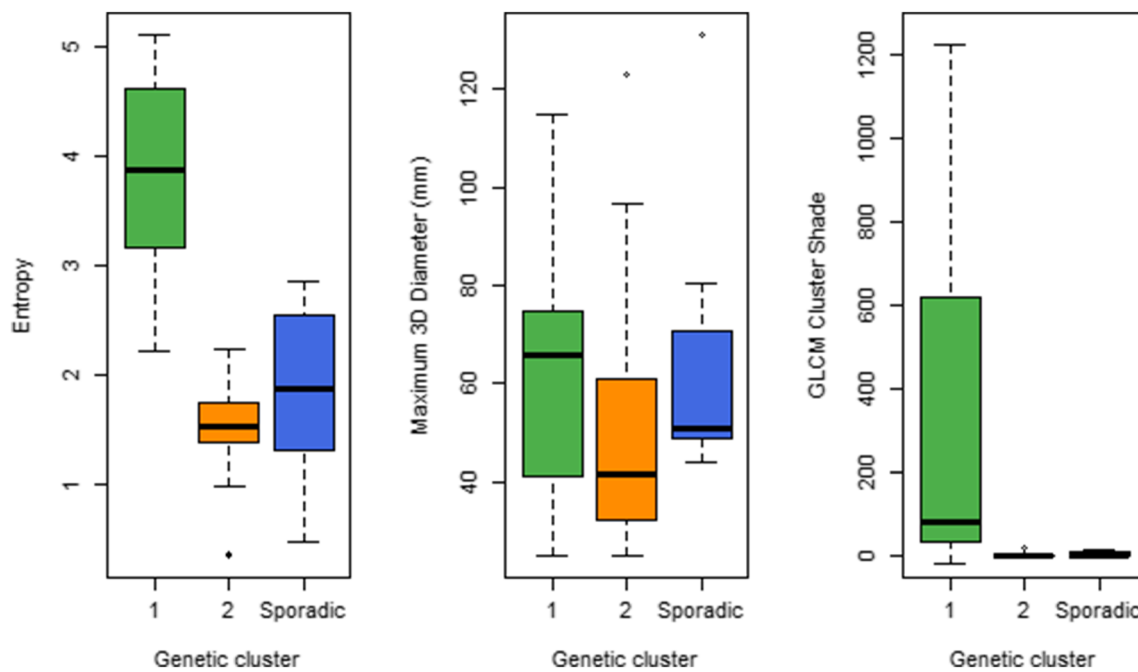 Entropy
5
4
3
2
1
1 2 Sporadic
Genetic cluster
Maximum 3D Diameter (mm)
120
100
80
60
40
1 2 Sporadic
Genetic cluster
GLCM Cluster Shade
1200
1000
800
600
400
200
0
1 2 Sporadic
Genetic cluster